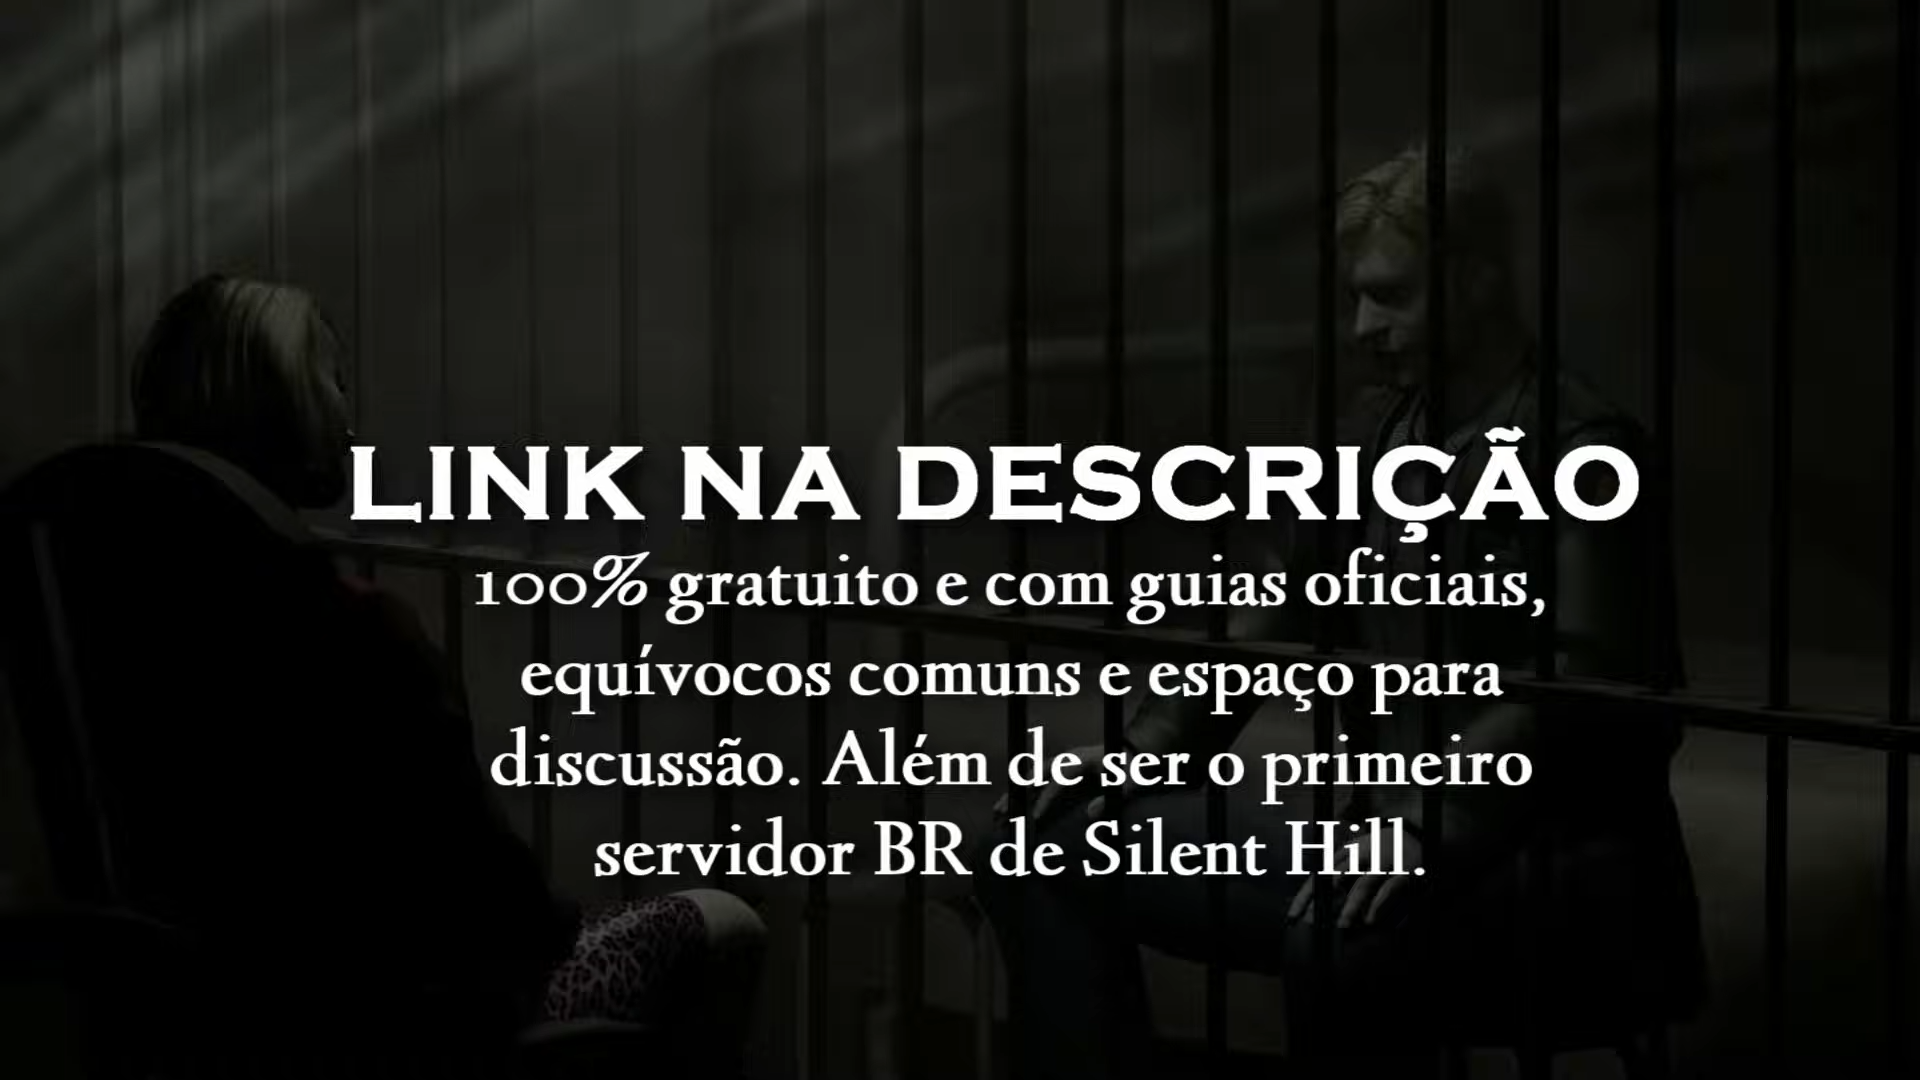 LINK NA DESCRIÇÃO
100% gratuito e com guias oficiais,
equívocos comuns e espaço para
discussão. Além de ser o primeiro
servidor BR de Silent Hill.